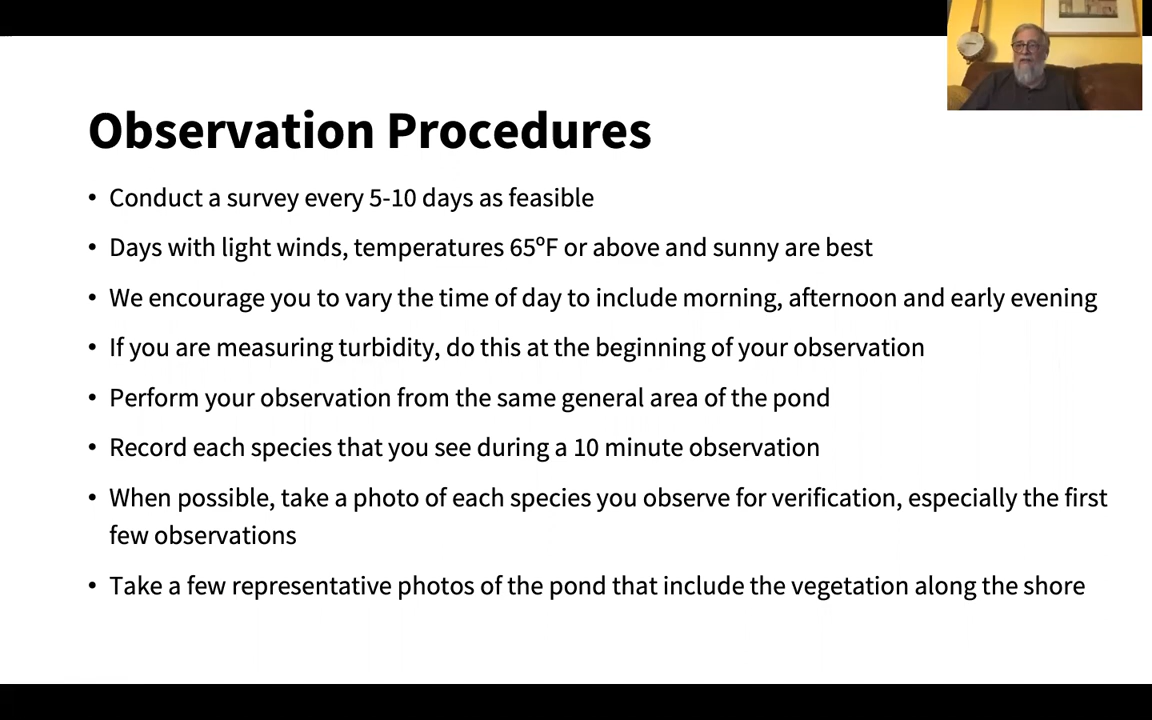 Observation Procedures
• Conduct a survey every 5-10 days as feasible
• Days with light winds, temperatures 65ºF or above and sunny are best
• We encourage you to vary the time of day to include morning, afternoon and early evening
• If you are measuring turbidity, do this at the beginning of your observation
• Perform your observation from the same general area of the pond
• Record each species that you see during a 10 minute observation
• When possible, take a photo of each species you observe for verification, especially the first
few observations
• Take a few representative photos of the pond that include the vegetation along the shore